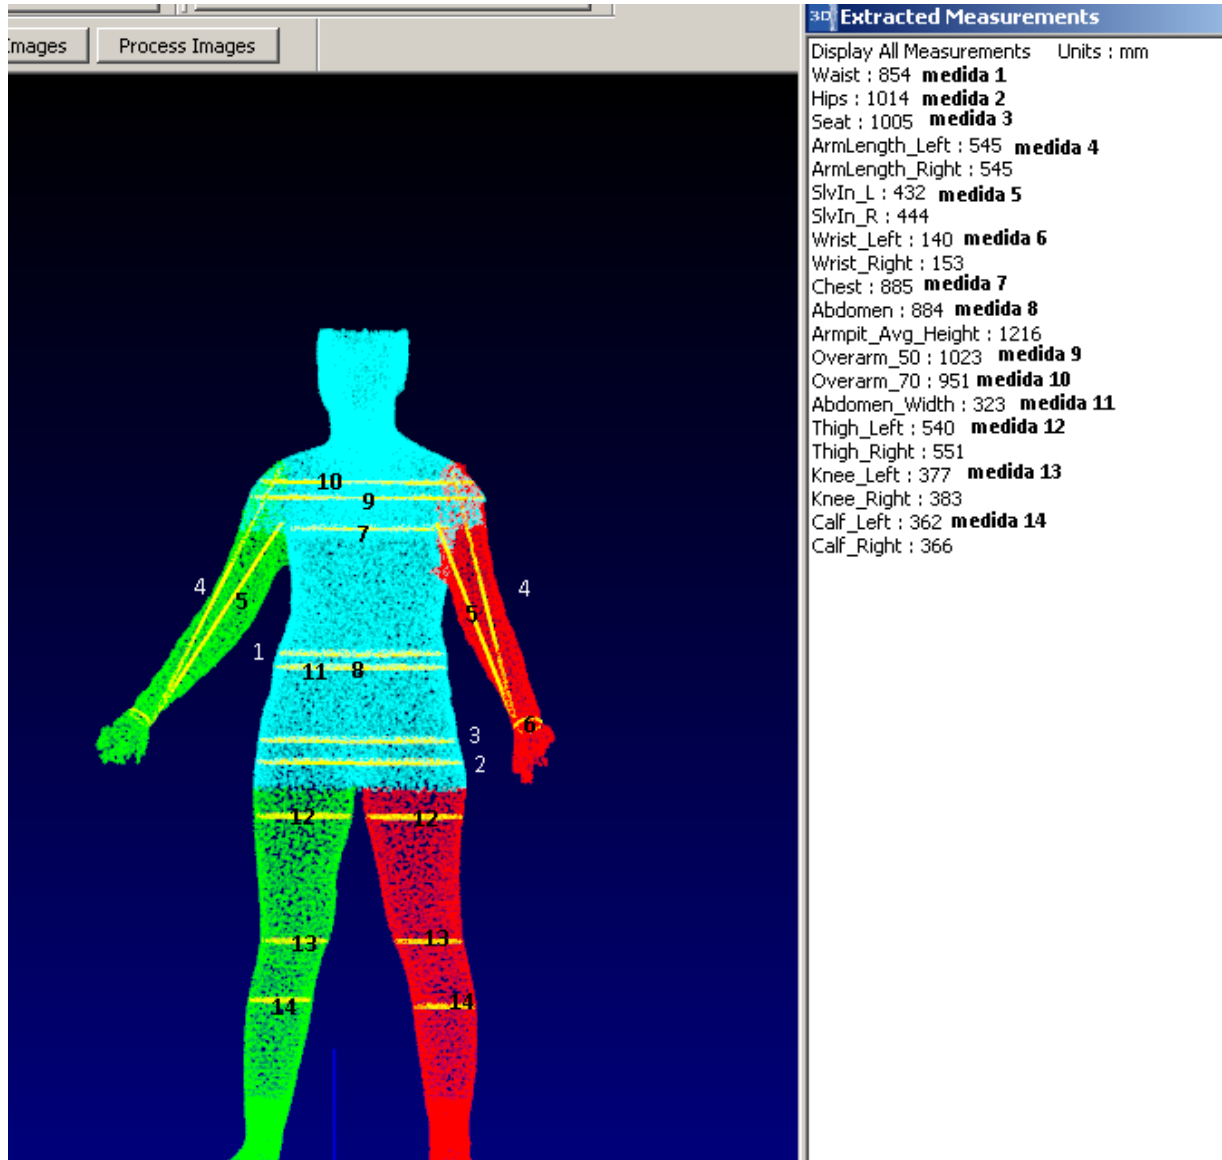 Images
Process Images
3D Extracted Measurements
Display All Measurements Units : mm
Waist : 854 medida 1
Hips : 1014 medida 2
Seat : 1005 medida 3
ArmLength_Left : 545 medida 4
ArmLength_Right : 545
SlvIn_L : 432 medida 5
SlvIn_R : 444
Wrist_Left : 140 medida 6
Wrist_Right : 153
Chest : 885 medida 7
Abdomen : 884 medida 8
Armpit_Avg_Height : 1216
Overarm_50 : 1023 medida 9
Overarm_70 : 951 medida 10
Abdomen_Width : 323 medida 11
Thigh_Left : 540 medida 12
Thigh_Right : 551
Knee_Left : 377 medida 13
Knee_Right : 383
Calf_Left : 362 medida 14
Calf_Right : 366
10
9
7
4 4
5 5
1
11 8
6
3
2
12 12
13 13
14 14